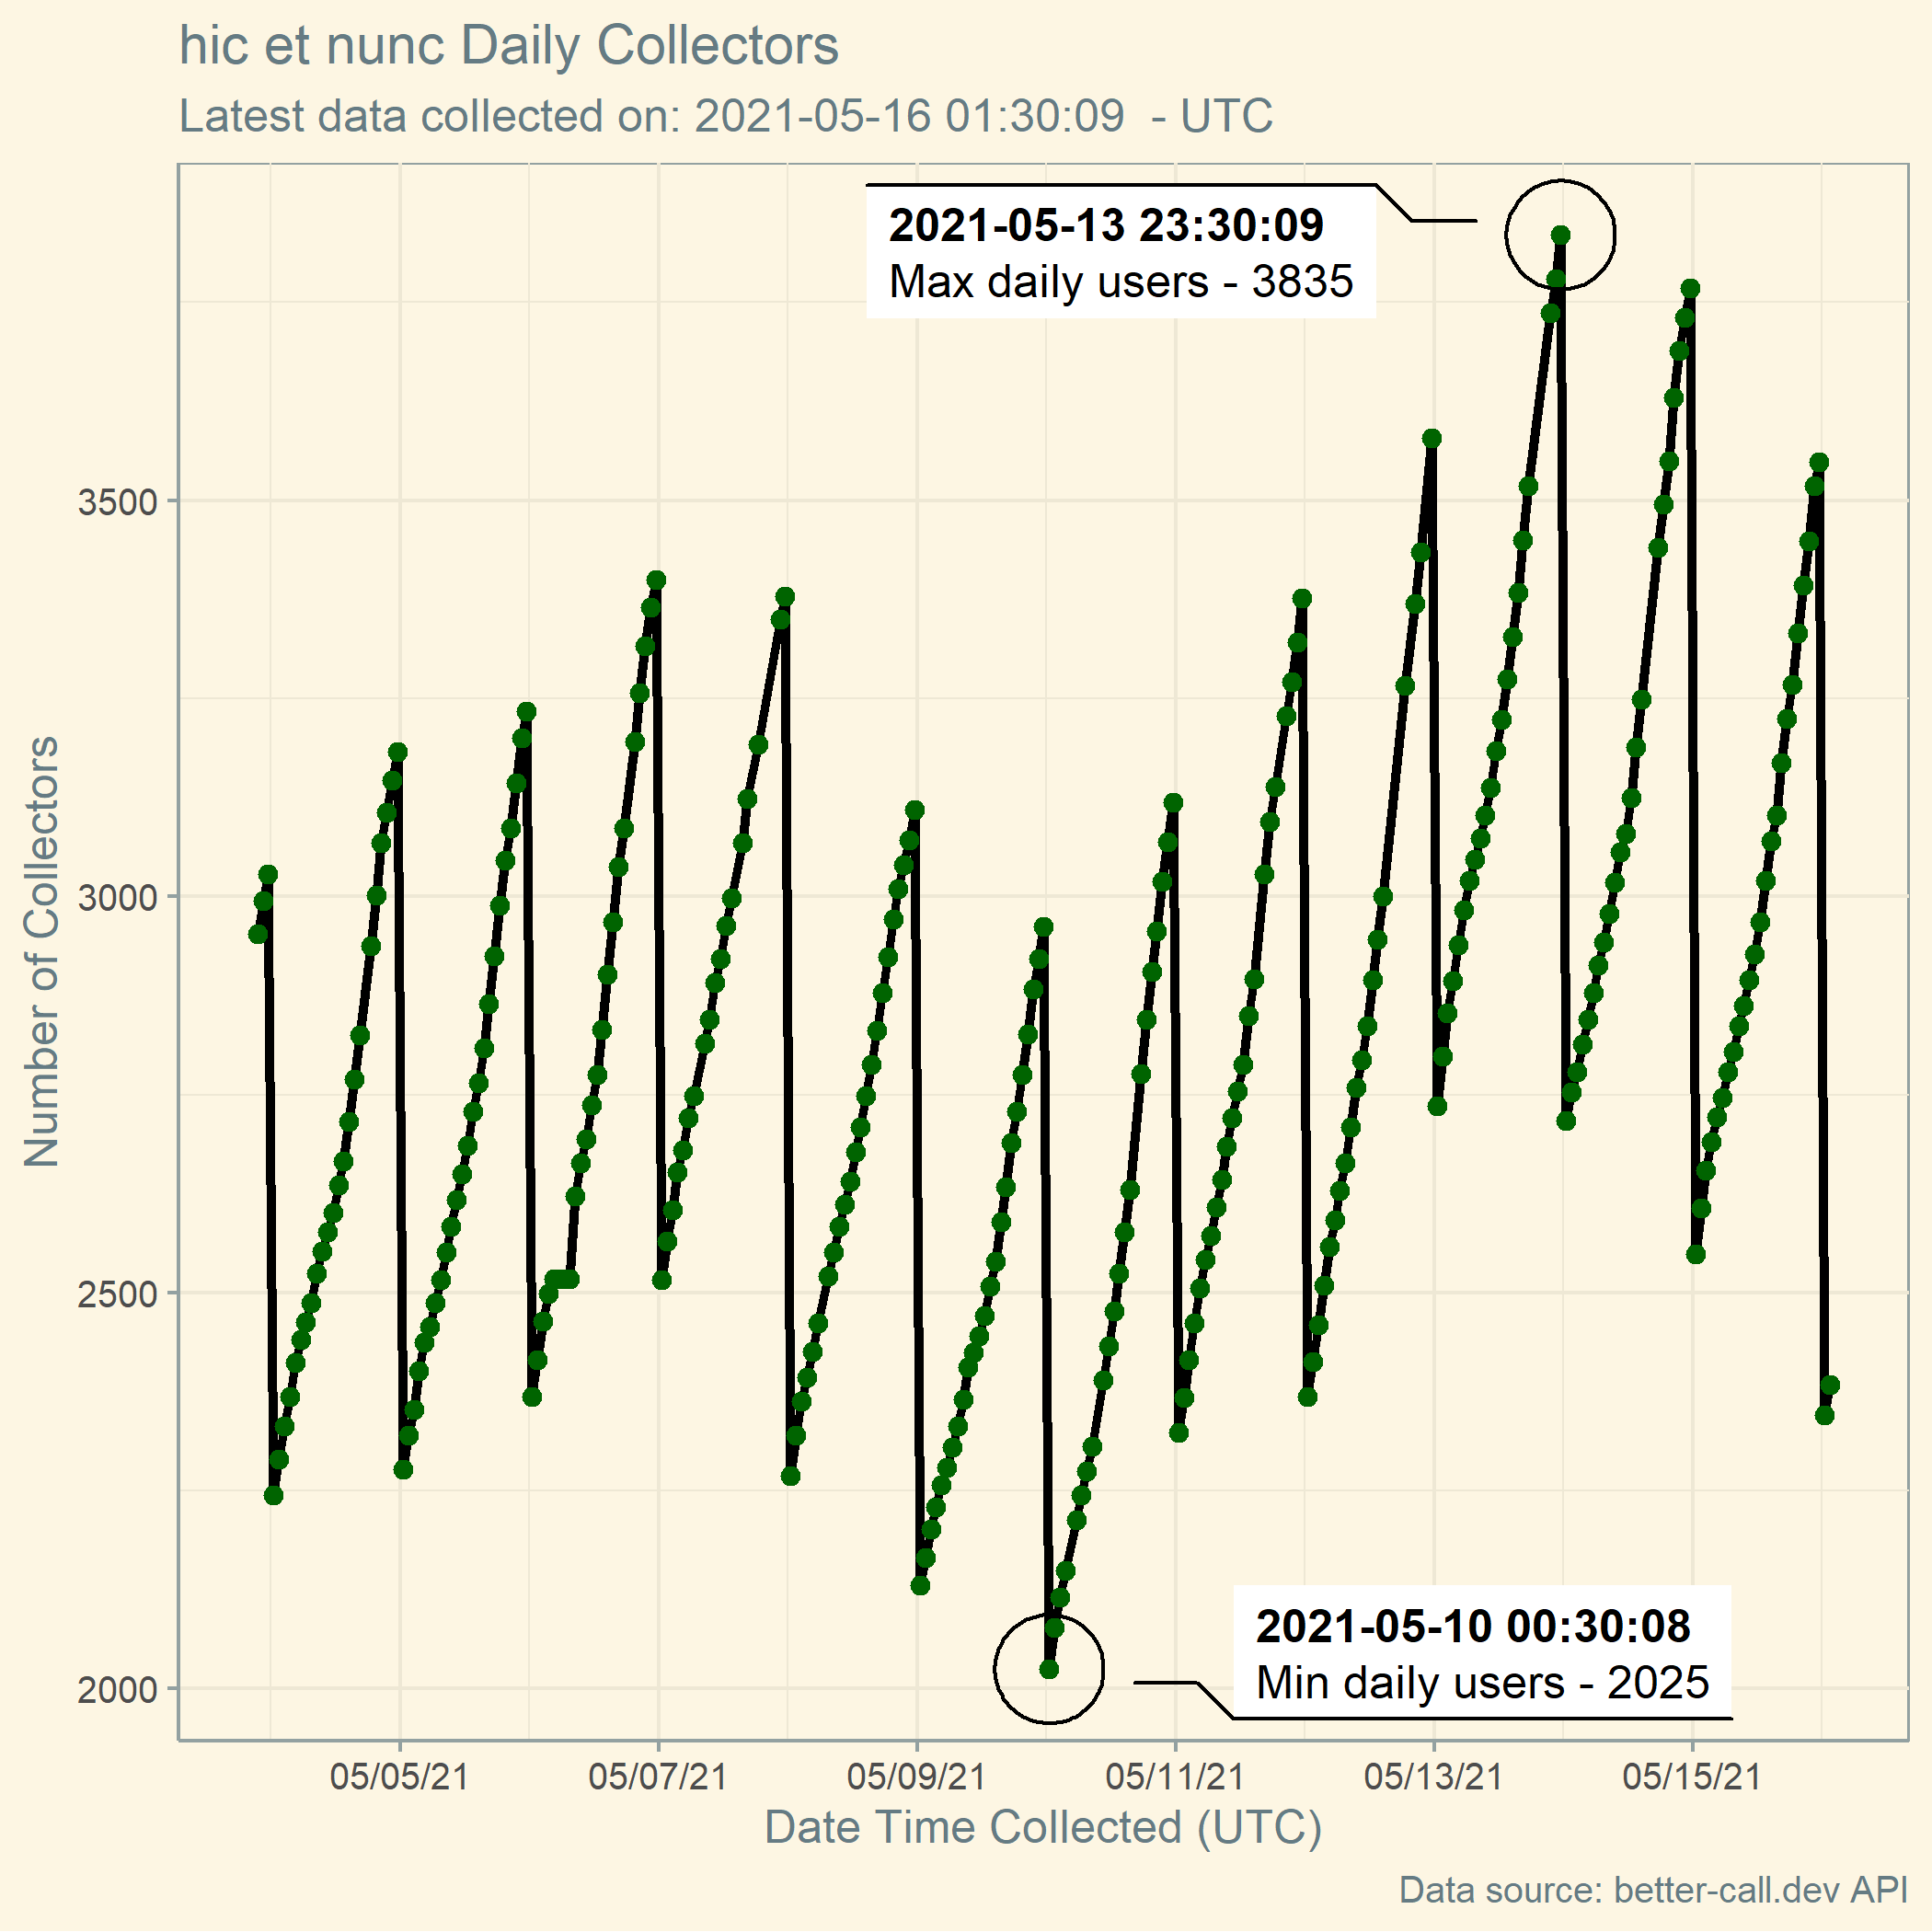 hic et nunc Daily Collectors
Latest data collected on: 2021-05-16 01:30:09  - UTC
2021-05-13 23:30:09
Max daily users - 3835
3500
3000
2500
2000
Number of Collectors
2021-05-10 00:30:08
Min daily users - 2025
05/05/21 05/07/21 05/09/21 05/11/21 05/13/21 05/15/21
Date Time Collected (UTC)
Data source: better-call.dev API